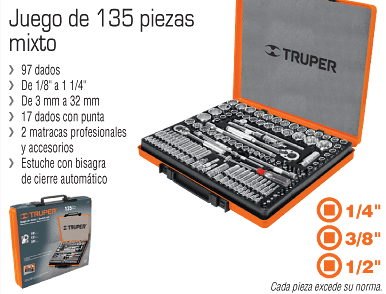 Juego de 135 piezas
mixto
97 dados
De 1/8" a 1 1/4"
De 3 mm a 32 mm
17 dados con punta
2 matracas profesionales
y accesorios
Estuche con bisagra
de cierre automático
TRUPER
TRUPER
135
1/4"
3/8"
1/2"
Cada pieza excede su norma.